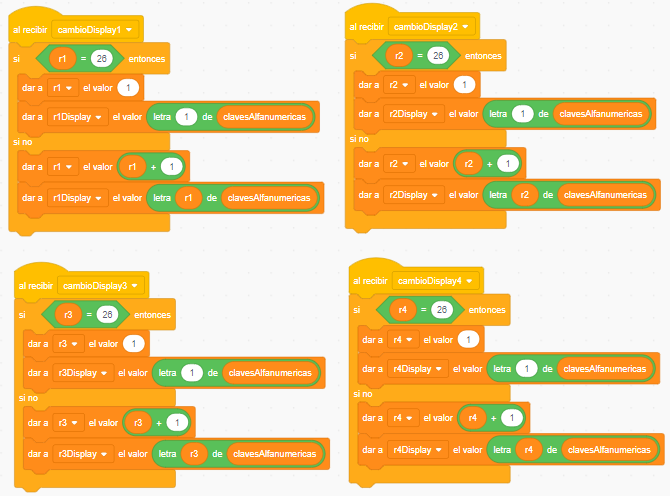 al recibir cambioDisplay1
si r1 = 26 entonces
dar a r1 el valor 1
dar a r1Display el valor letra 1 de clavesAlfanumericas
si no
dar a r1 el valor r1 + 1
dar a r1Display el valor letra r1 de clavesAlfanumericas
al recibir cambioDisplay2
si r2 = 26 entonces
dar a r2 el valor 1
dar a r2Display el valor letra 1 de clavesAlfanumericas
si no
dar a r2 el valor r2 + 1
dar a r2Display el valor letra r2 de clavesAlfanumericas
al recibir cambioDisplay3
si r3 = 26 entonces
dar a r3 el valor 1
dar a r3Display el valor letra 1 de clavesAlfanumericas
si no
dar a r3 el valor r3 + 1
dar a r3Display el valor letra r3 de clavesAlfanumericas
al recibir cambioDisplay4
si r4 = 26 entonces
dar a r4 el valor 1
dar a r4Display el valor letra 1 de clavesAlfanumericas
si no
dar a r4 el valor r4 + 1
dar a r4Display el valor letra r4 de clavesAlfanumericas